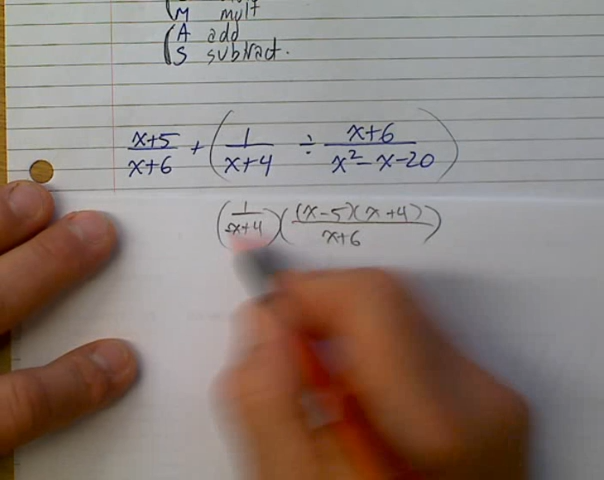 M mult
A add
S subtract.
x+5/x+6 + (1/x+4 ÷ x+6/x²-x-20)
(1/x+4)((x-5)(x+4)/x+6)